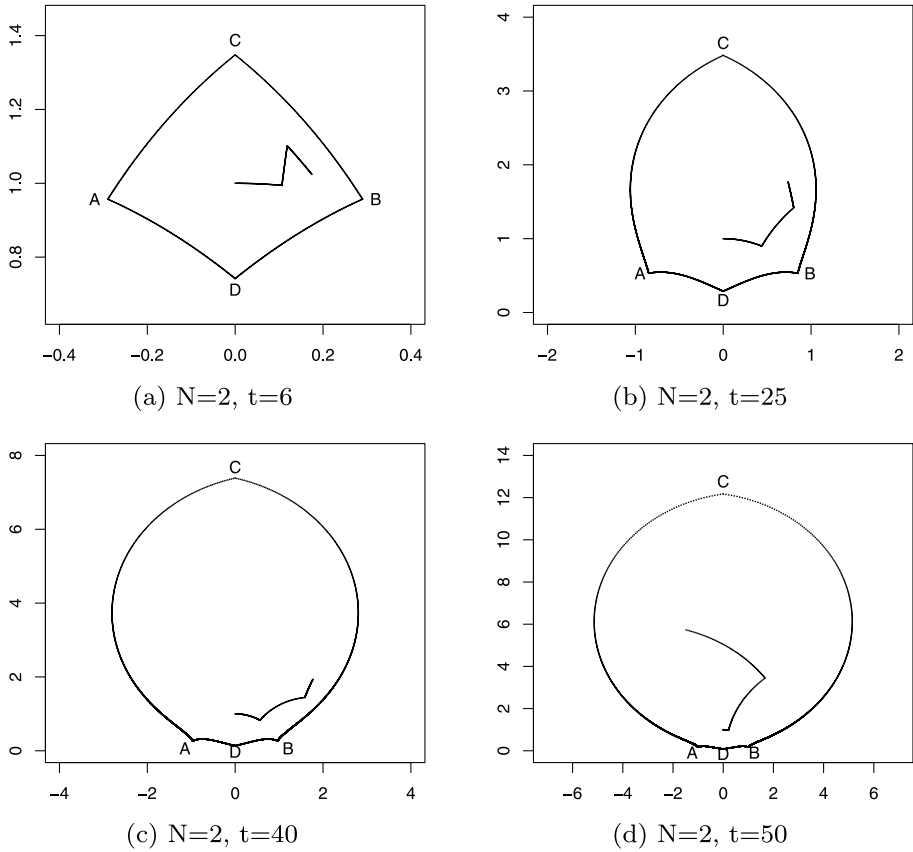 1.4
1.2
1.0
0.8
−0.4
−0.2
0.0
0.2
0.4
C
A
B
D
(a) N=2, t=6
4
3
2
1
0
−2
−1
0
1
2
C
A
B
D
(b) N=2, t=25
8
6
4
2
0
−4
−2
0
2
4
C
A
D
B
(c) N=2, t=40
14
12
10
8
6
4
2
0
−6
−4
−2
0
2
4
6
C
A
D
B
(d) N=2, t=50